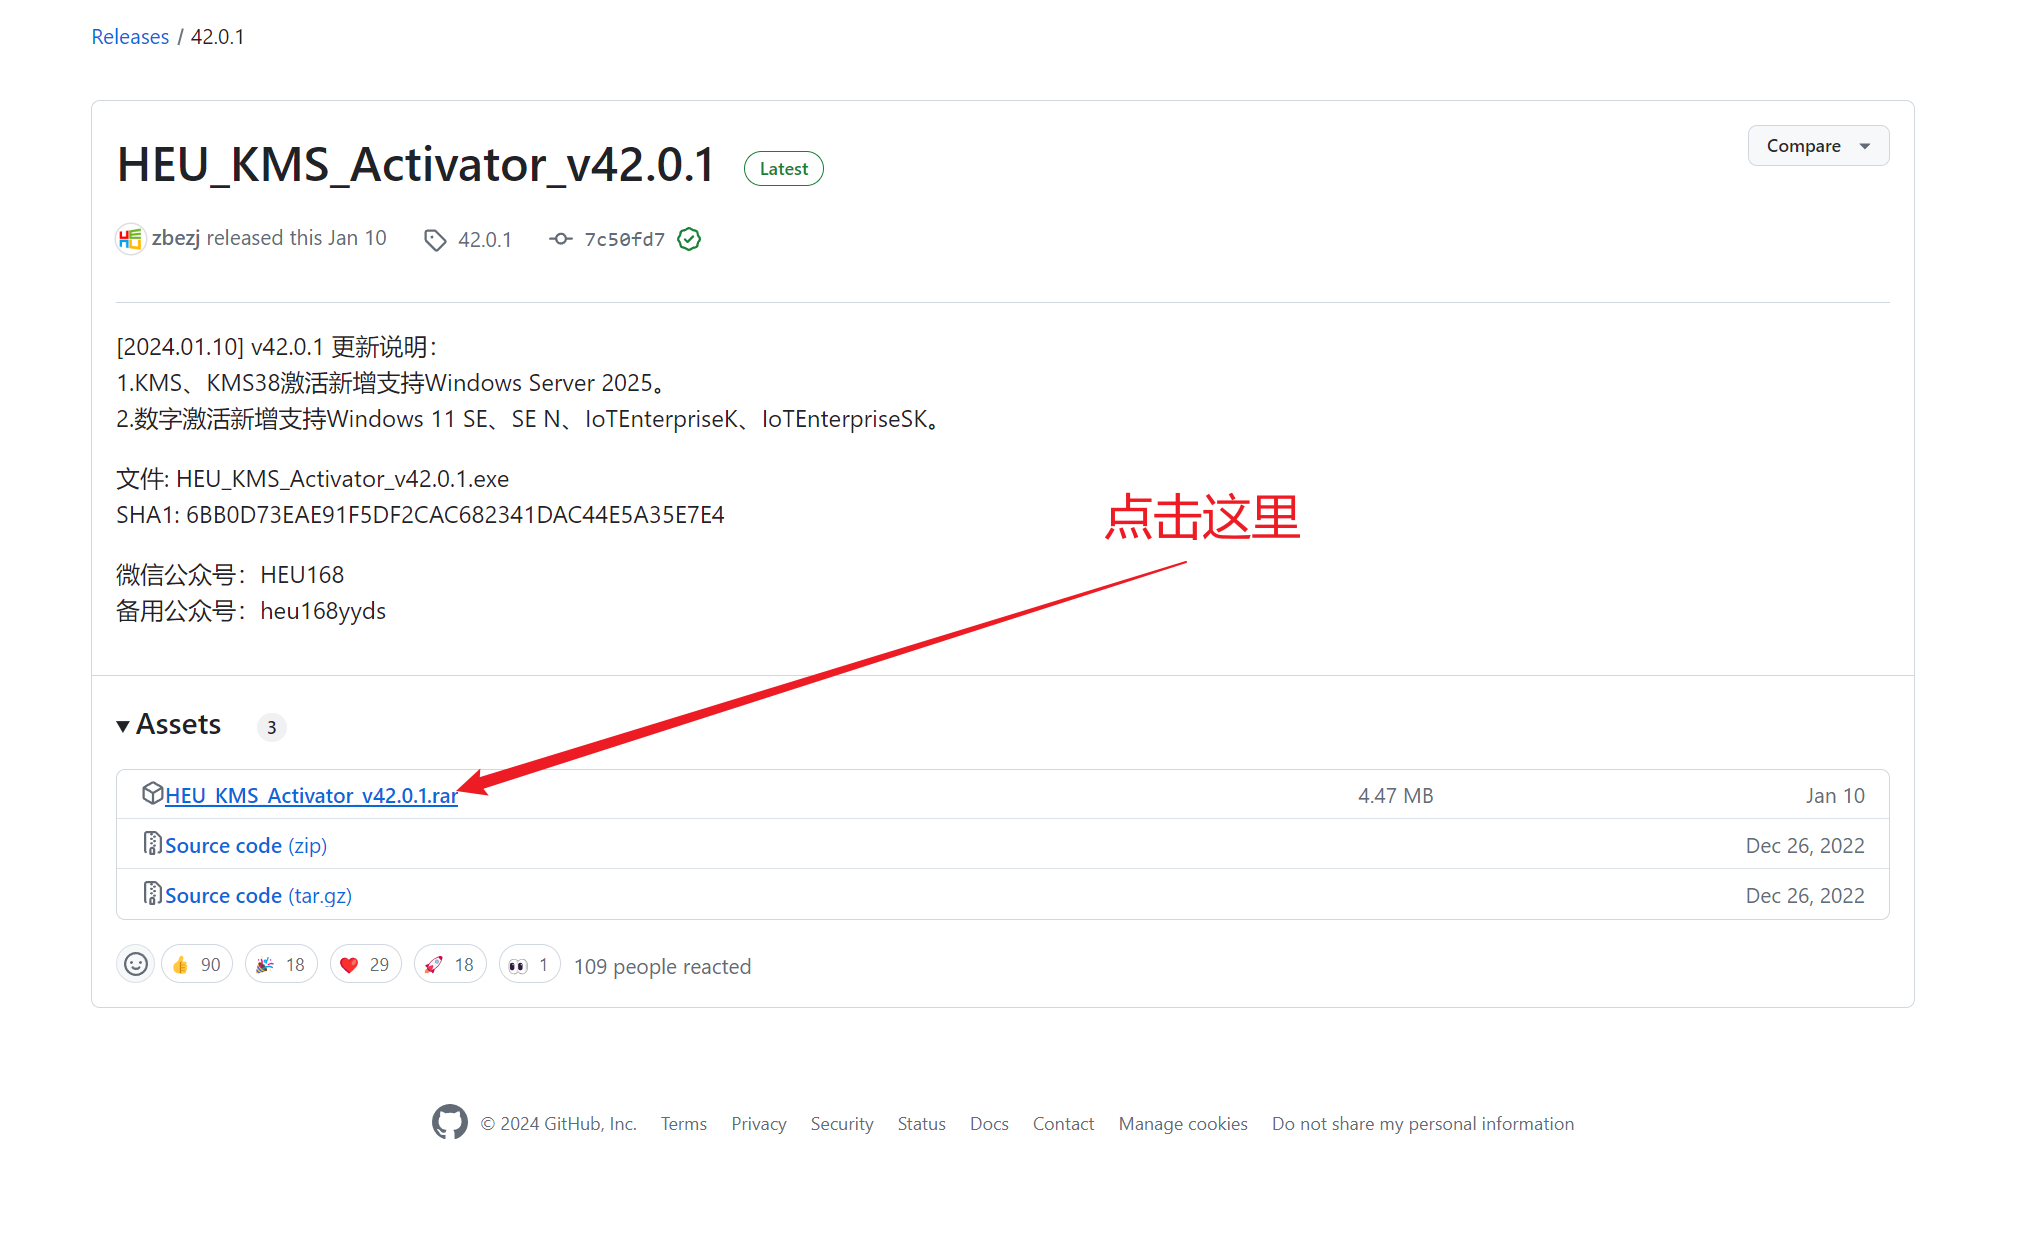 Releases / 42.0.1
HEU_KMS_Activator_v42.0.1 Latest
Compare
zbezj released this Jan 10 42.0.1 7c50fd7
[2024.01.10] v42.0.1 更新说明：
1.KMS、KMS38激活新增支持Windows Server 2025。
2.数字激活新增支持Windows 11 SE、SE N、IoTEnterpriseK、IoTEnterpriseSK。
文件: HEU_KMS_Activator_v42.0.1.exe
SHA1: 6BB0D73EAE91F5DF2CAC682341DAC44E5A35E7E4
点击这里
微信公众号：HEU168
备用公众号：heu168yyds
Assets 3
HEU_KMS_Activator_v42.0.1.rar 4.47 MB Jan 10
Source code (zip) Dec 26, 2022
Source code (tar.gz) Dec 26, 2022
90 18 29 18 1 109 people reacted
© 2024 GitHub, Inc. Terms Privacy Security Status Docs Contact Manage cookies Do not share my personal information